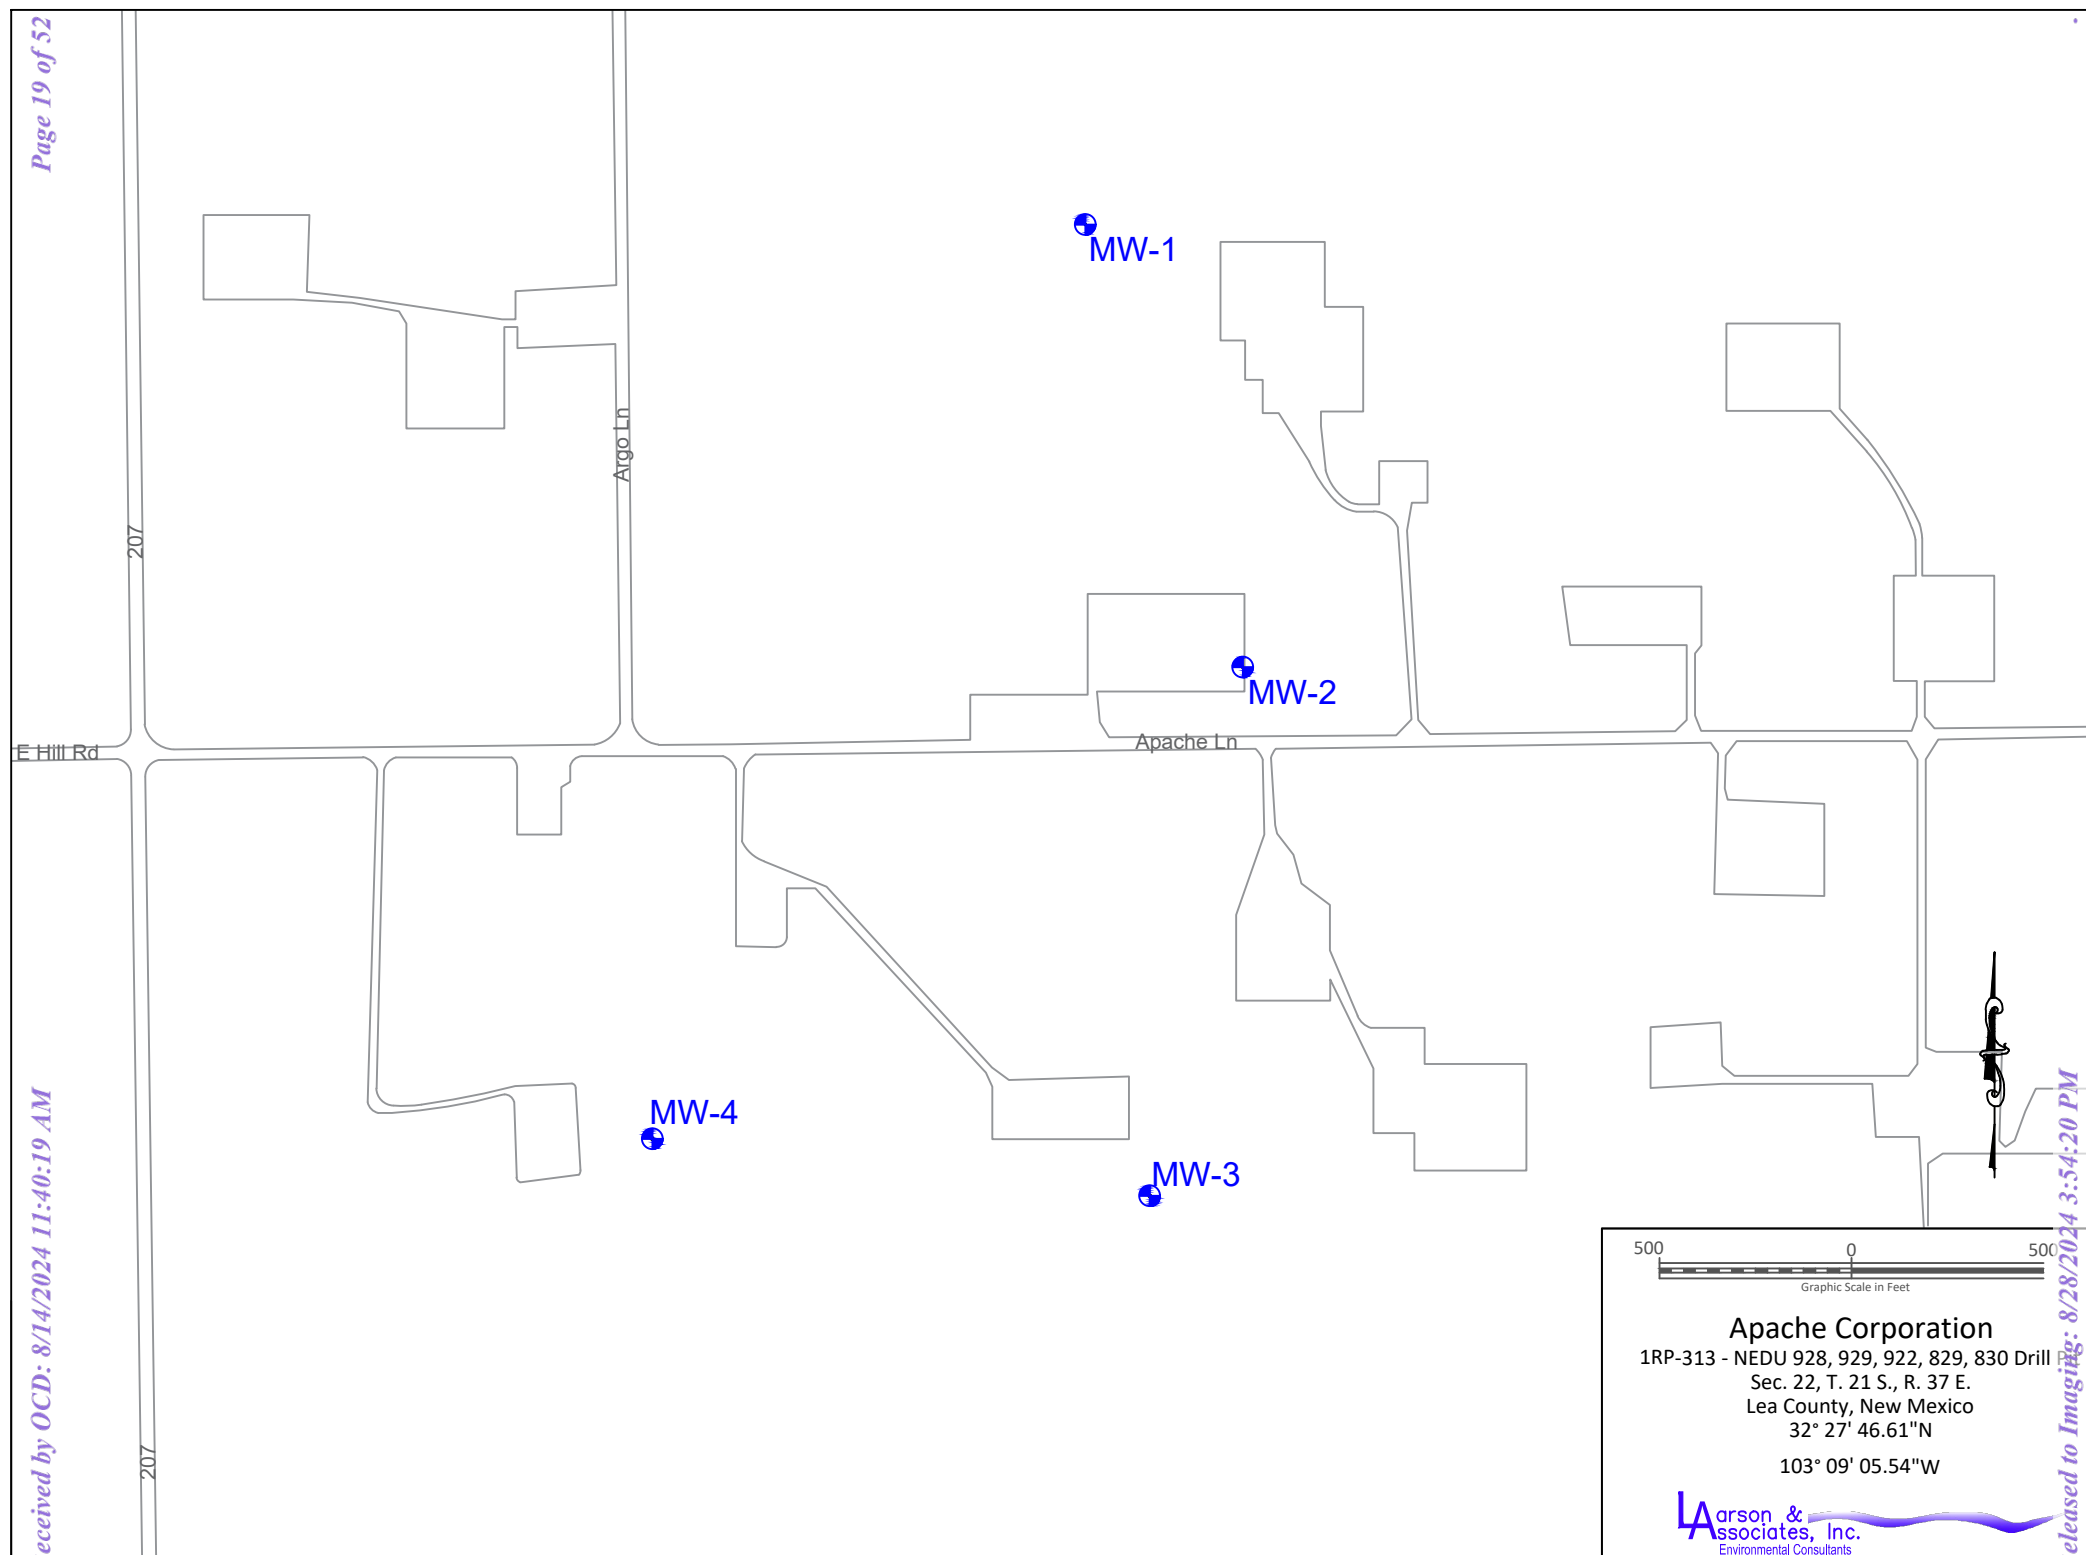 Page 19 of 52
MW-1
Argo Ln
207
MW-2
E Hill Rd
Apache Ln
MW-4
MW-3
207
eceived by OCD: 8/14/2024 11:40:19 AM
eleased to Imaging: 8/28/2024 3:54:20 PM
500 0 500
Graphic Scale in Feet
Apache Corporation
1RP-313 - NEDU 928, 929, 922, 829, 830 Drill
Sec. 22, T. 21 S., R. 37 E.
Lea County, New Mexico
32° 27' 46.61"N
103° 09' 05.54"W
Larson &
Associates, Inc.
Environmental Consultants